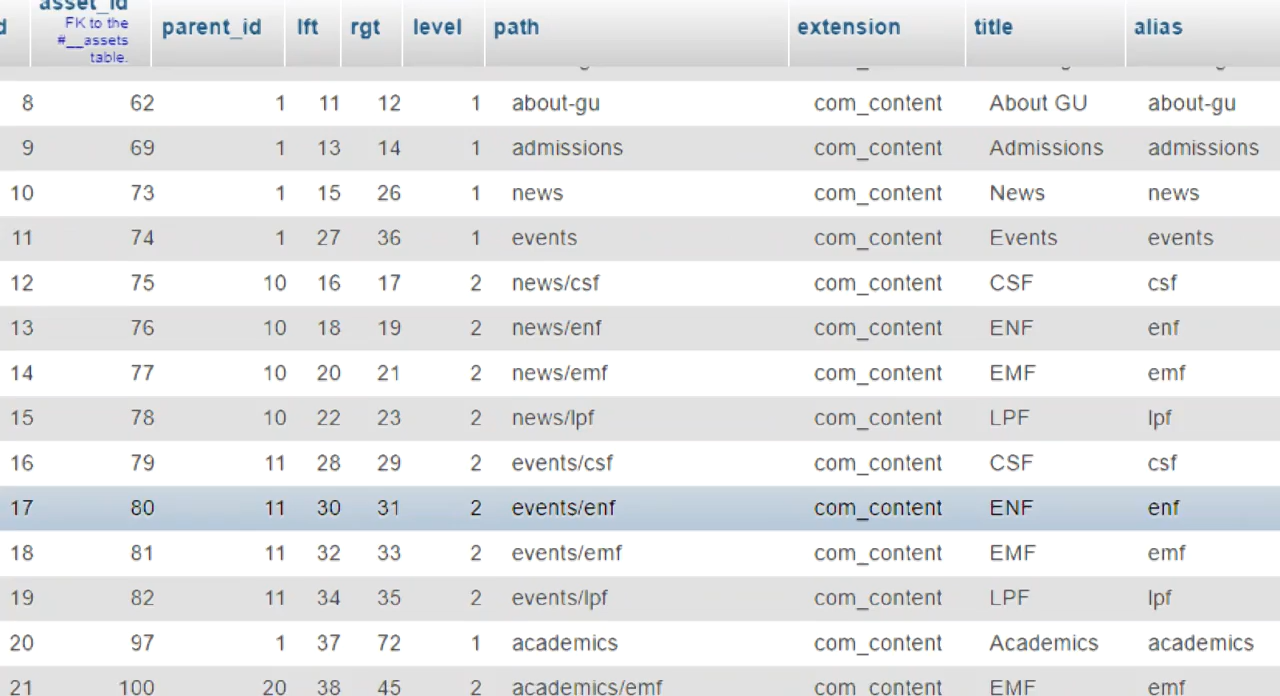 asset_id
d FK to the parent_id lft rgt level path extension title alias
#__assets
table.
8 62 1 11 12 1 about-gu com_content About GU about-gu
9 69 1 13 14 1 admissions com_content Admissions admissions
10 73 1 15 26 1 news com_content News news
11 74 1 27 36 1 events com_content Events events
12 75 10 16 17 2 news/csf com_content CSF csf
13 76 10 18 19 2 news/enf com_content ENF enf
14 77 10 20 21 2 news/emf com_content EMF emf
15 78 10 22 23 2 news/lpf com_content LPF lpf
16 79 11 28 29 2 events/csf com_content CSF csf
17 80 11 30 31 2 events/enf com_content ENF enf
18 81 11 32 33 2 events/emf com_content EMF emf
19 82 11 34 35 2 events/lpf com_content LPF lpf
20 97 1 37 72 1 academics com_content Academics academics
21 100 20 38 45 2 academics/emf com_content EMF emf